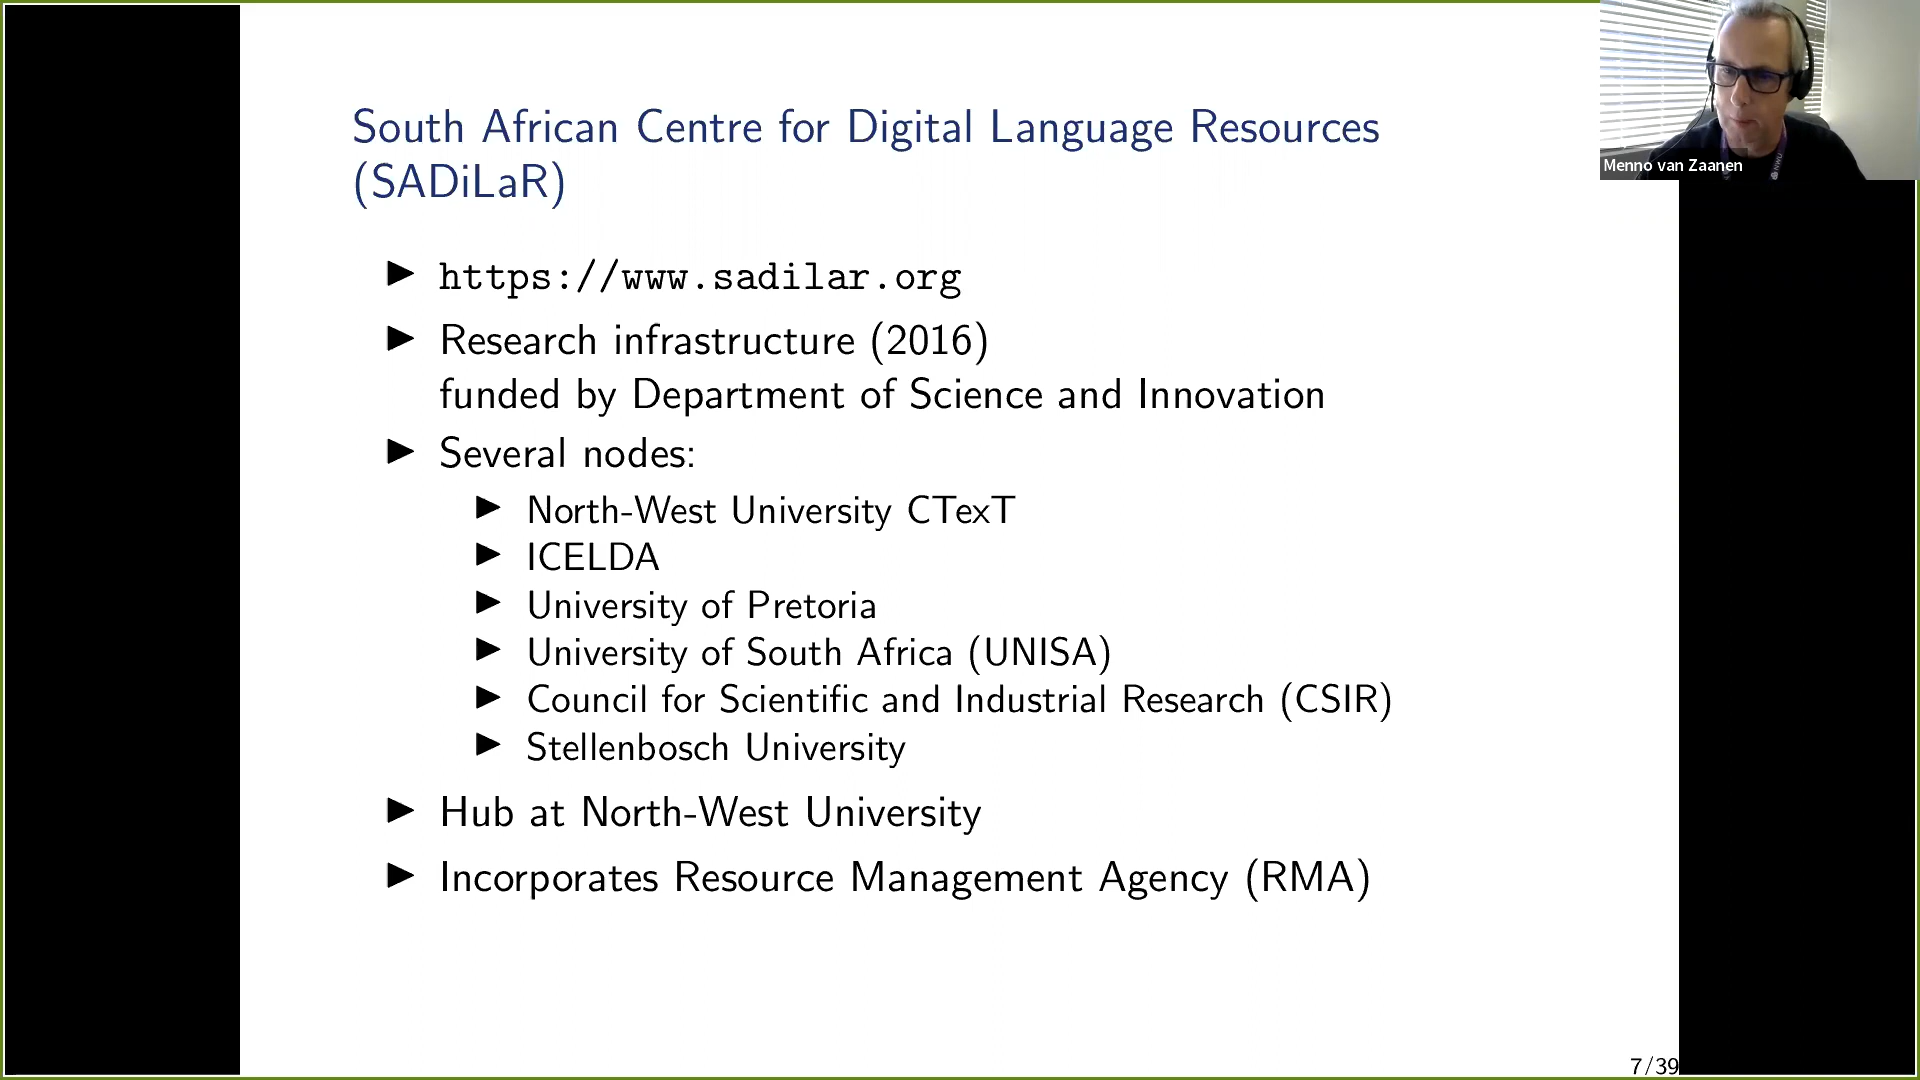 South African Centre for Digital Language Resources
(SADiLaR)
https://www.sadilar.org
Research infrastructure (2016)
funded by Department of Science and Innovation
Several nodes:
North-West University CTexT
ICELDA
University of Pretoria
University of South Africa (UNISA)
Council for Scientific and Industrial Research (CSIR)
Stellenbosch University
Hub at North-West University
Incorporates Resource Management Agency (RMA)
7/39
Menno van Zaanen
NWU